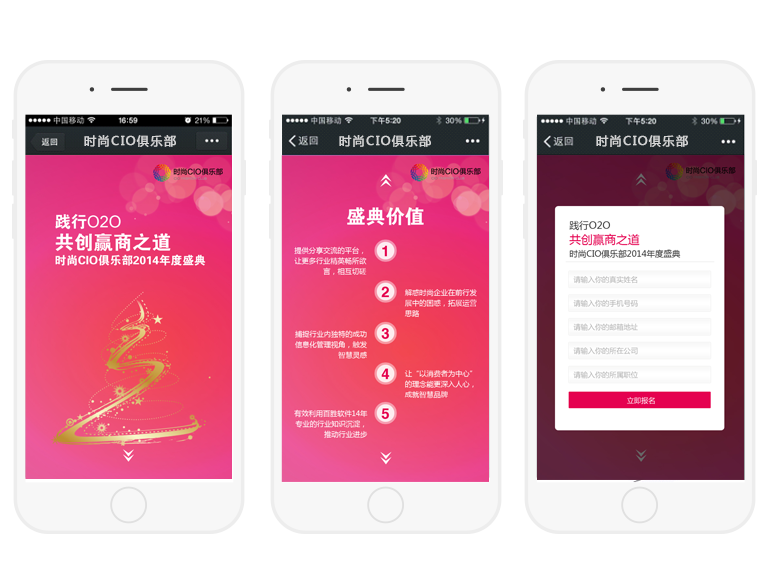 中国移动 16:59 21%
返回 时尚CIO俱乐部
时尚CIO俱乐部
践行O2O
共创赢商之道
时尚CIO俱乐部2014年度盛典
中国移动 下午5:20 30%
返回 时尚CIO俱乐部
时尚CIO俱乐部
盛典价值
1
提供分享交流的平台，
让更多行业精英畅所欲
言，相互切磋
2
解惑时尚企业在前行发
展中的困惑，拓展运营
思路
3
捕捉行业内独特的成功
信息化管理视角，触发
智慧灵感
4
让“以消费者为中心”
的理念能更深入人心，
成就智慧品牌
5
有效利用百胜软件14年
专业的行业知识沉淀，
推动行业进步
中国移动 下午5:20 30%
返回 时尚CIO俱乐部
时尚CIO俱乐部
践行O2O
共创赢商之道
时尚CIO俱乐部2014年度盛典
请输入你的真实姓名
请输入你的手机号码
请输入你的邮箱地址
请输入你的所在公司
请输入你的所属职位
立即报名